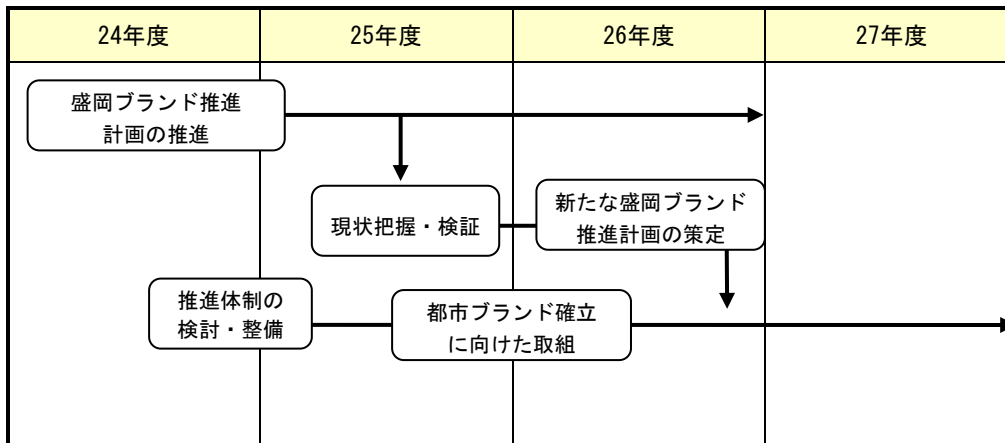 24年度
25年度
26年度
27年度
盛岡ブランド推進
計画の推進
現状把握・検証
新たな盛岡ブランド
推進計画の策定
推進体制の
検討・整備
都市ブランド確立
に向けた取組